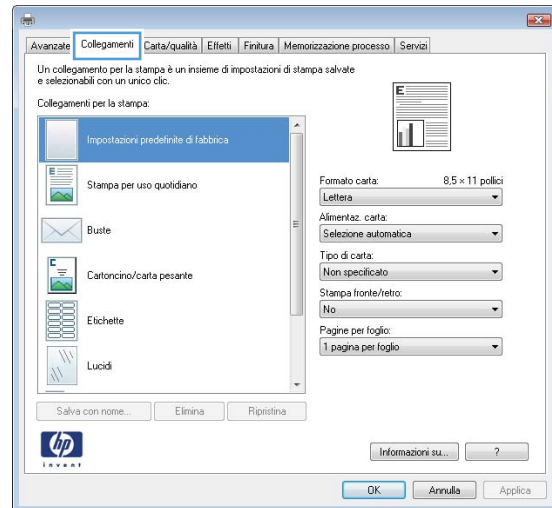 Avanzate Collegamenti Carta/qualità Effetti Finitura Memorizzazione processo Servizi
Un collegamento per la stampa è un insieme di impostazioni di stampa salvate
e selezionabili con un unico clic.
Collegamenti per la stampa:
Impostazioni predefinite di fabbrica
Stampa per uso quotidiano
Buste
Cartoncino/carta pesante
Etichette
Lucidi
Salva con nome... Elimina Ripristina
E
Formato carta: 8,5 × 11 pollici
Lettera
Alimentaz. carta:
Selezione automatica
Tipo di carta:
Non specificato
Stampa fronte/retro:
No
Pagine per foglio:
1 pagina per foglio
hp
invent
Informazioni su... ?
OK Annulla Applica